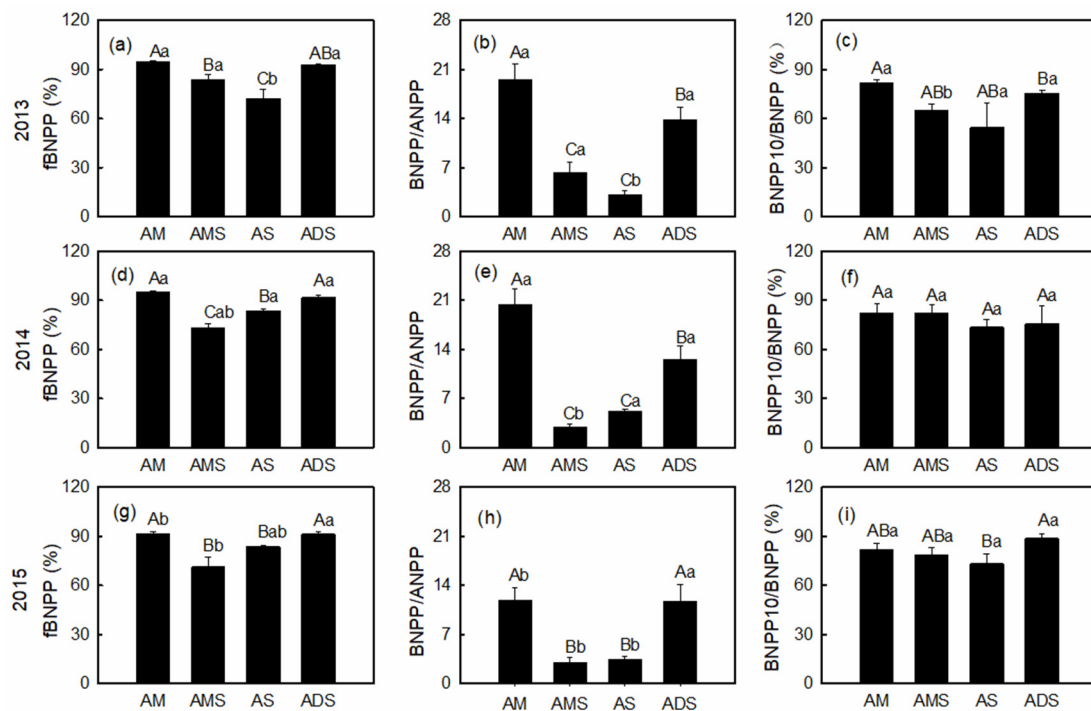 120
(a)
Aa
Ba
Cb
ABa
90
60
30
0
2013
fBNPP (%)
AM AMS AS ADS
28
(b)
Aa
Ca
Cb
Ba
21
14
7
0
BNPP/ANPP
AM AMS AS ADS
120
(c)
Aa
ABb
ABa
Ba
90
60
30
0
BNPP10/BNPP (%)
AM AMS AS ADS
120
(d)
Aa
Cab
Ba
Aa
90
60
30
0
2014
fBNPP (%)
AM AMS AS ADS
28
(e)
Aa
Cb
Ca
Ba
21
14
7
0
BNPP/ANPP
AM AMS AS ADS
120
(f)
Aa
Aa
Aa
Aa
90
60
30
0
BNPP10/BNPP (%)
AM AMS AS ADS
120
(g)
Ab
Bb
Bab
Aa
90
60
30
0
2015
fBNPP (%)
AM AMS AS ADS
28
(h)
Ab
Bb
Bb
Aa
21
14
7
0
BNPP/ANPP
AM AMS AS ADS
120
(i)
ABa
ABa
Ba
Aa
90
60
30
0
BNPP10/BNPP (%)
AM AMS AS ADS